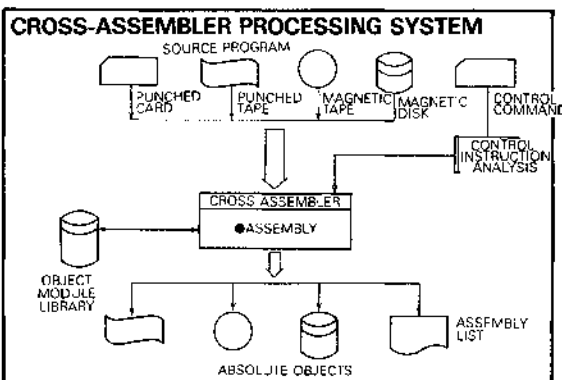 CROSS-ASSEMBLER PROCESSING SYSTEM
SOURCE PROGRAM
PUNCHED
CARD
PUNCHED
TAPE
MAGNETIC
TAPE
MAGNETIC
DISK
CONTROL
COMMAND
CONTROL
INSTRUCTION
ANALYSIS
CROSS ASSEMBLER
●ASSEMBLY
OBJECT
MODULE
LIBRARY
ASSEMBLY
LIST
ABSOLUTE OBJECTS